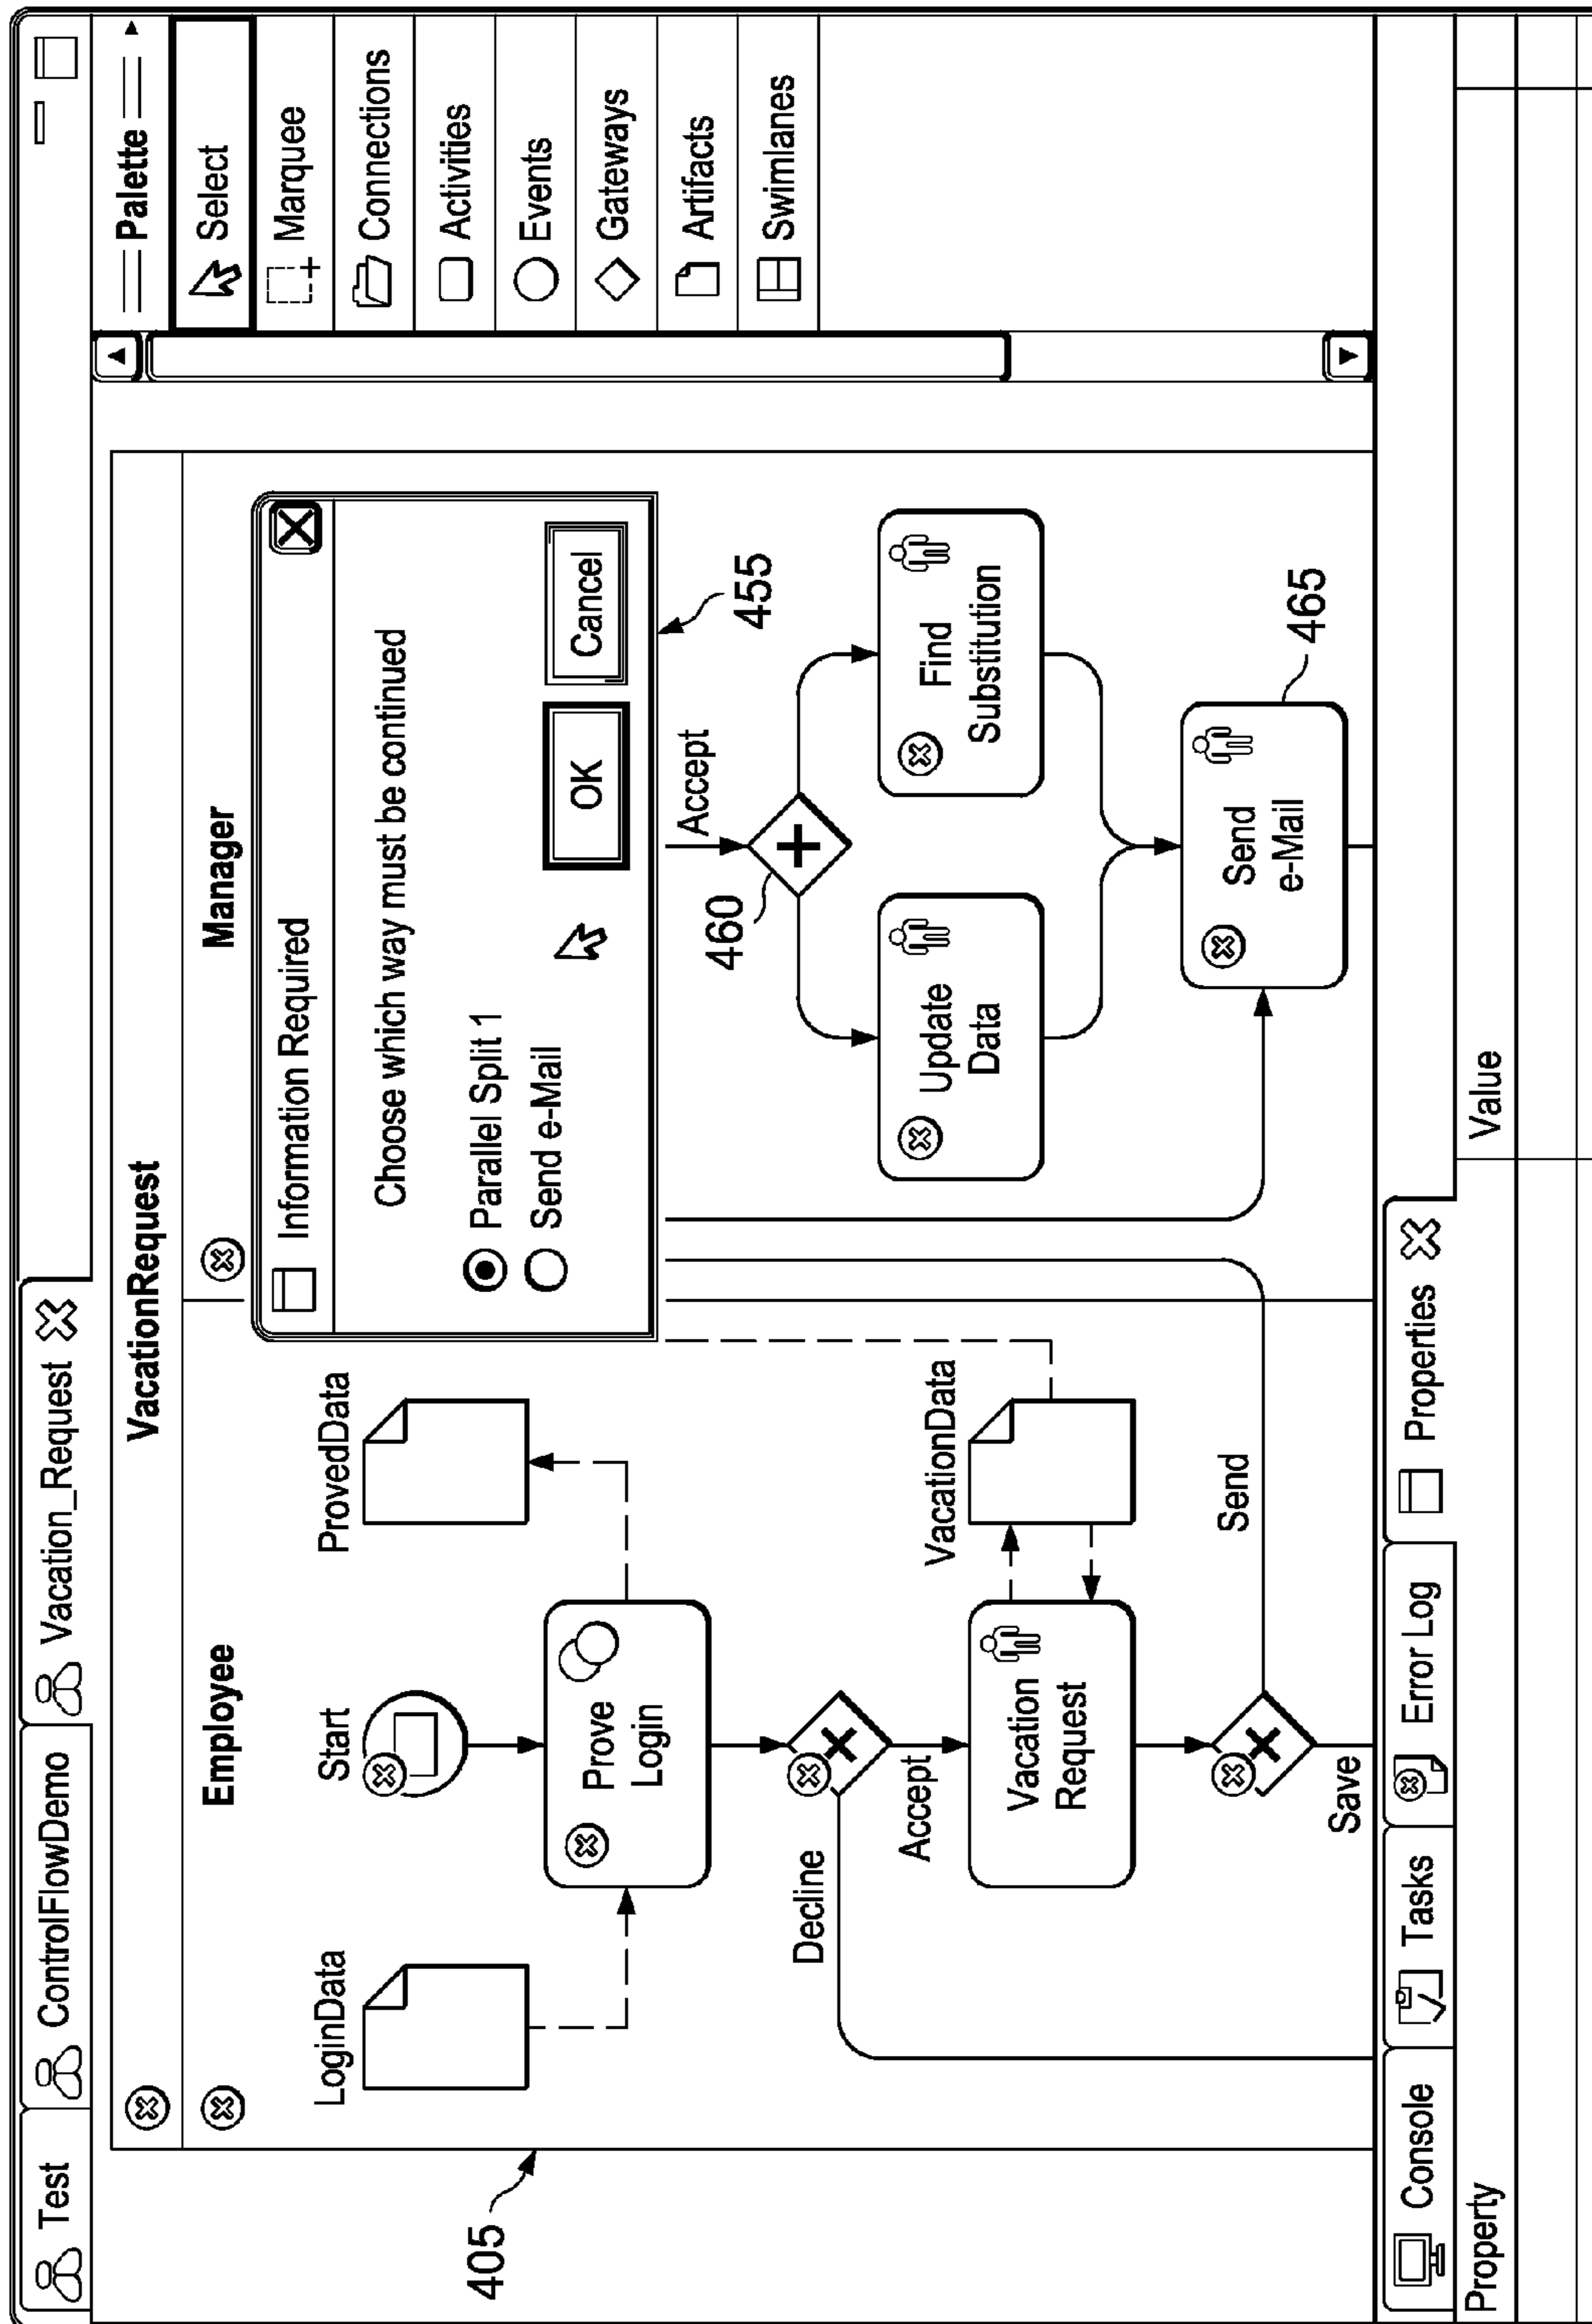 Test
ControlFlowDemo
Vacation_Request
VacationRequest
Employee
Manager
Start
LoginData
ProvedData
Prove
Login
Decline
Accept
VacationData
Vacation
Request
Send
Save
405
Information Required
Choose which way must be continued
Parallel Split 1
Send e-Mail
OK
Cancel
455
Accept
460
Update
Data
Find
Substitution
Send
e-Mail
465
Palette
Select
Marquee
Connections
Activities
Events
Gateways
Artifacts
Swimlanes
Console
Tasks
Error Log
Properties
Property
Value